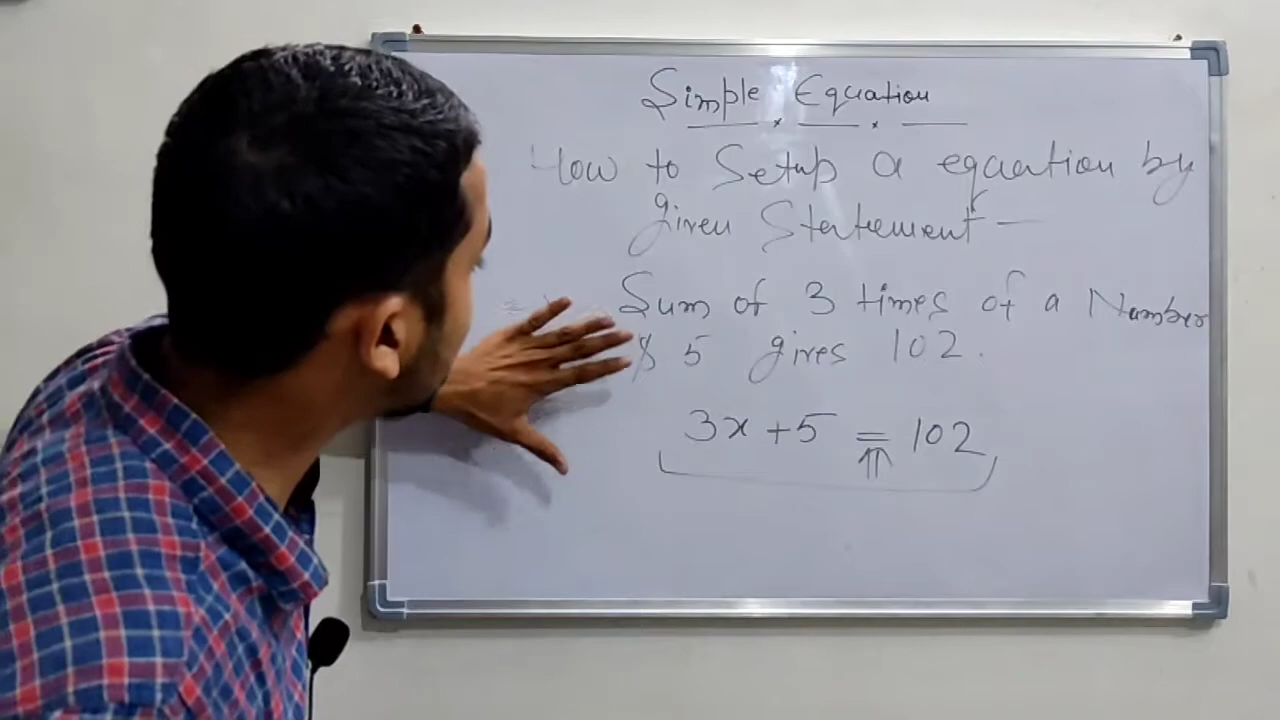 Simple Equation
How to Setup a equation by
given Statement -
Sum of 3 times of a Number
& 5 gives 102.
3x + 5 = 102